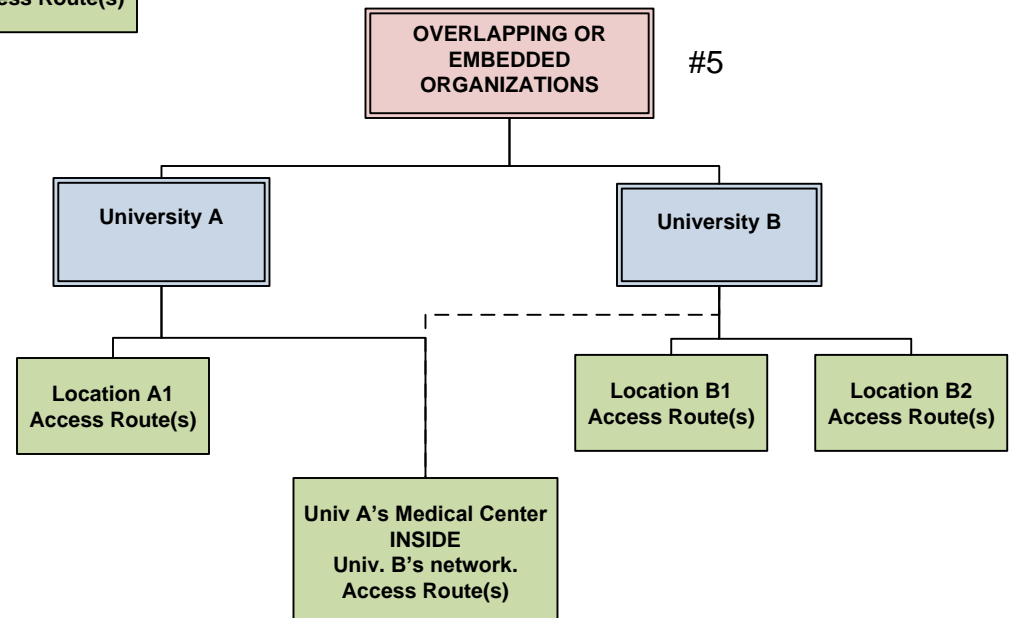 Route(s)
OVERLAPPING OR
EMBEDDED
ORGANIZATIONS
#5
University A
University B
Location A1
Access Route(s)
Location B1
Access Route(s)
Location B2
Access Route(s)
Univ A's Medical Center
INSIDE
Univ. B's network.
Access Route(s)